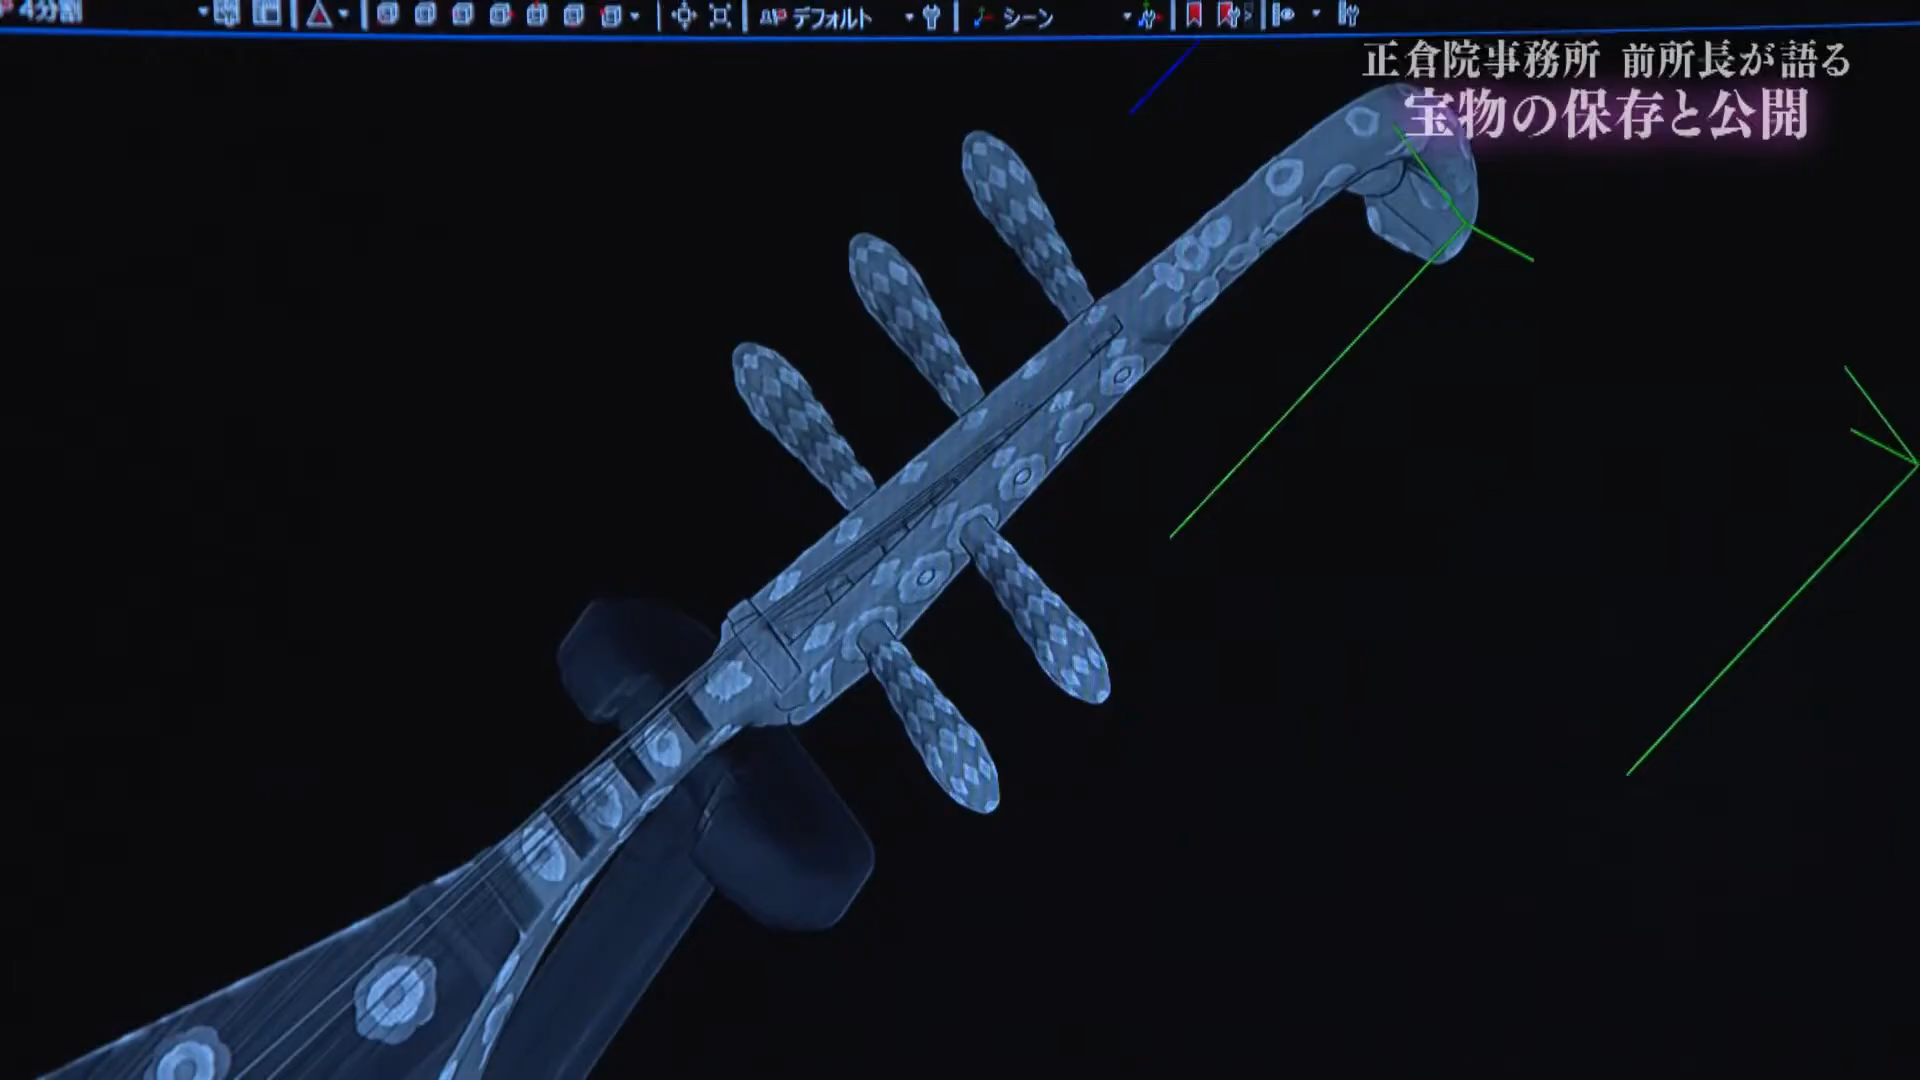 4分割
デフォルト
シーン
正倉院事務所 前所長が語る
宝物の保存と公開